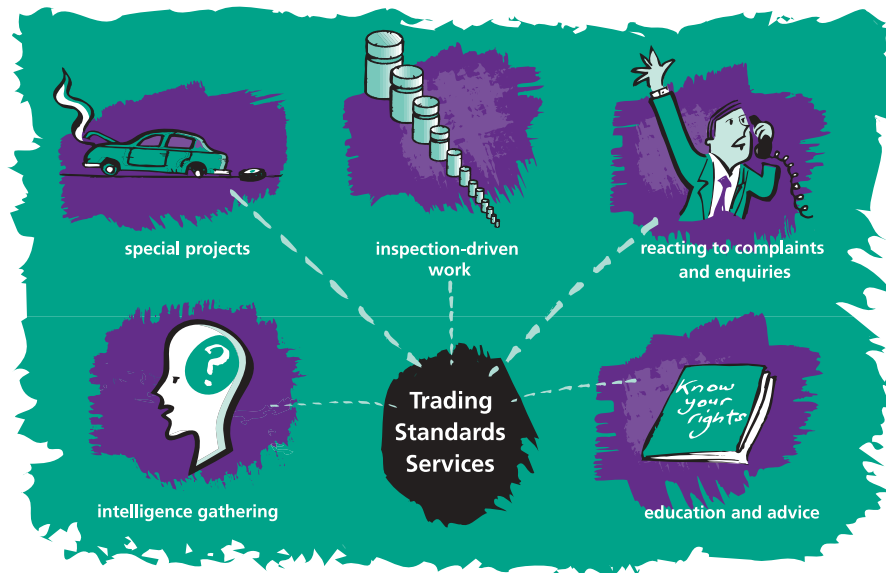 special projects
inspection-driven
work
reacting to complaints
and enquiries
?
Know
your
rights
Trading
Standards
Services
intelligence gathering
education and advice